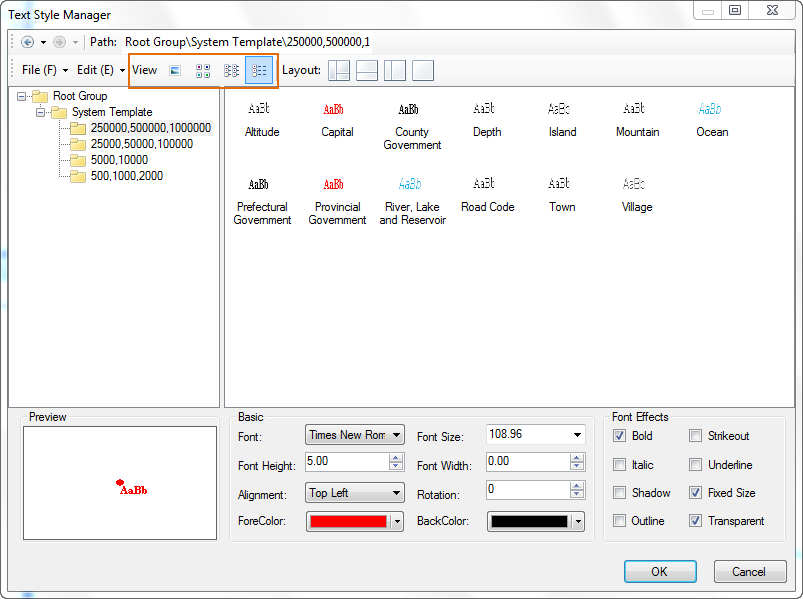 Text Style Manager
Path: Root Group\System Template\250000,500000,1
File (F) Edit (E) View Layout:
Root Group
System Template
250000,500000,1000000
25000,50000,100000
5000,10000
500,1000,2000
AaBb AaBb AaBb AaBb AaBb AaBb AaBb
Altitude Capital County Depth Island Mountain Ocean
Government
AaBb AaBb AaBb AaBb AaBb AaBb
Prefectural Provincial River, Lake Road Code Town Village
Government Government and Reservoir
Preview
AaBb
Basic
Font: Times New Rom Font Size: 108.96
Font Height: 5.00 Font Width: 0.00
Alignment: Top Left Rotation: 0
ForeColor: BackColor:
Font Effects
Bold Strikeout
Italic Underline
Shadow Fixed Size
Outline Transparent
OK Cancel